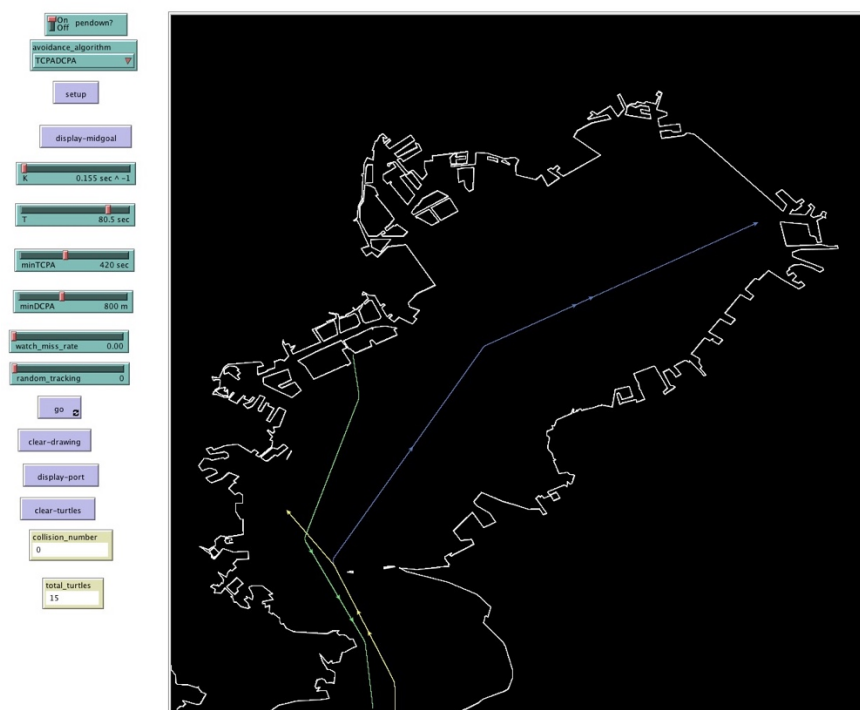 On
Off
pendown?
avoidance_algorithm
TCPADCPA
setup
display-midgoal
K 0.155 sec ^ -1
T 80.5 sec
minTCPA 420 sec
minDCPA 800 m
watch_miss_rate 0.00
random_tracking 0
go
clear-drawing
display-port
clear-turtles
collision_number
0
total_turtles
15